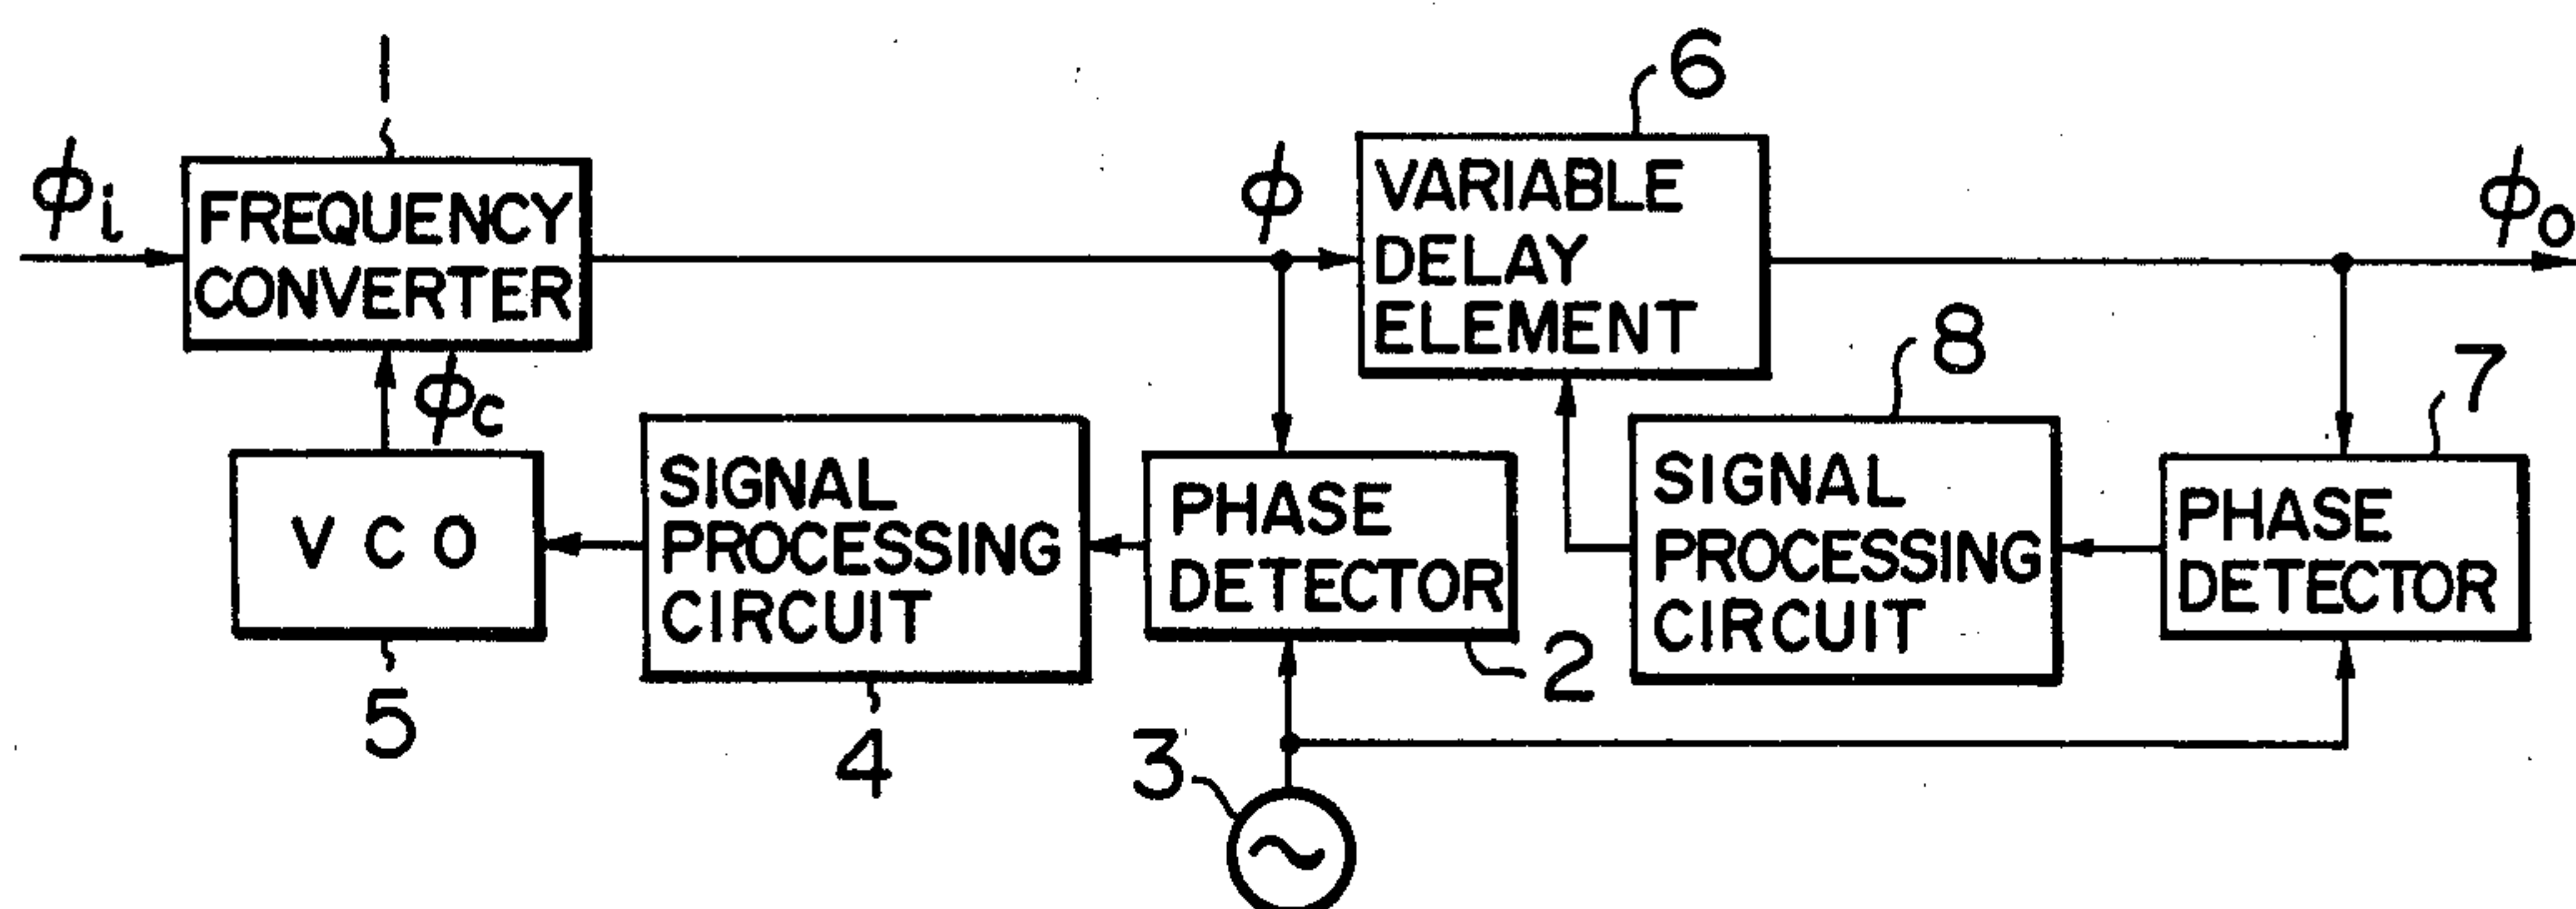 1
6
ϕi
FREQUENCY
CONVERTER
ϕ
VARIABLE
DELAY
ELEMENT
ϕo
ϕc
8
7
V C O
SIGNAL
PROCESSING
CIRCUIT
PHASE
DETECTOR
SIGNAL
PROCESSING
CIRCUIT
PHASE
DETECTOR
5
4
3
2
~